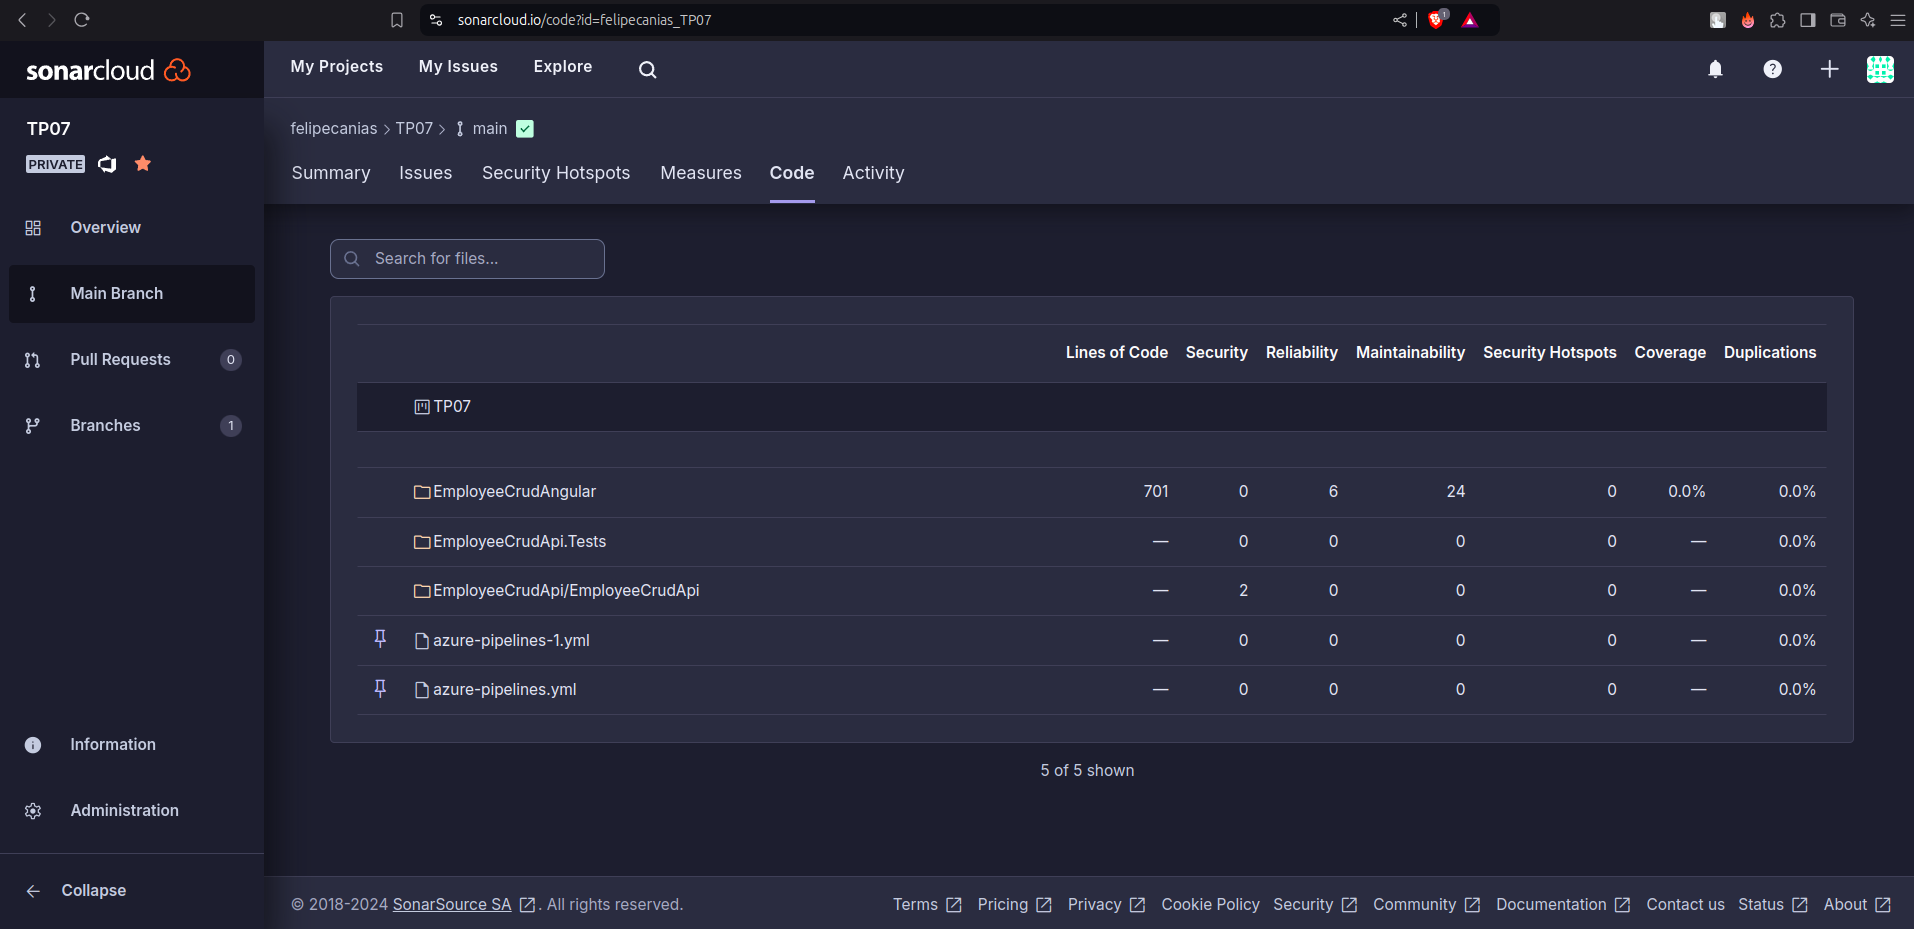 sonarcloud.io/code?id=felipecanias_TP07
1
sonarcloud
My Projects My Issues Explore
TP07
PRIVATE
felipecanias > TP07 > main
Summary Issues Security Hotspots Measures Code Activity
Overview
Main Branch
Pull Requests 0
Branches 1
Information
Administration
Collapse
Search for files...
Lines of Code Security Reliability Maintainability Security Hotspots Coverage Duplications
TP07
EmployeeCrudAngular 701 0 6 24 0 0.0% 0.0%
EmployeeCrudApi.Tests — 0 0 0 0 — 0.0%
EmployeeCrudApi/EmployeeCrudApi — 2 0 0 0 — 0.0%
azure-pipelines-1.yml — 0 0 0 0 — 0.0%
azure-pipelines.yml — 0 0 0 0 — 0.0%
5 of 5 shown
© 2018-2024 SonarSource SA. All rights reserved. Terms Pricing Privacy Cookie Policy Security Community Documentation Contact us Status About